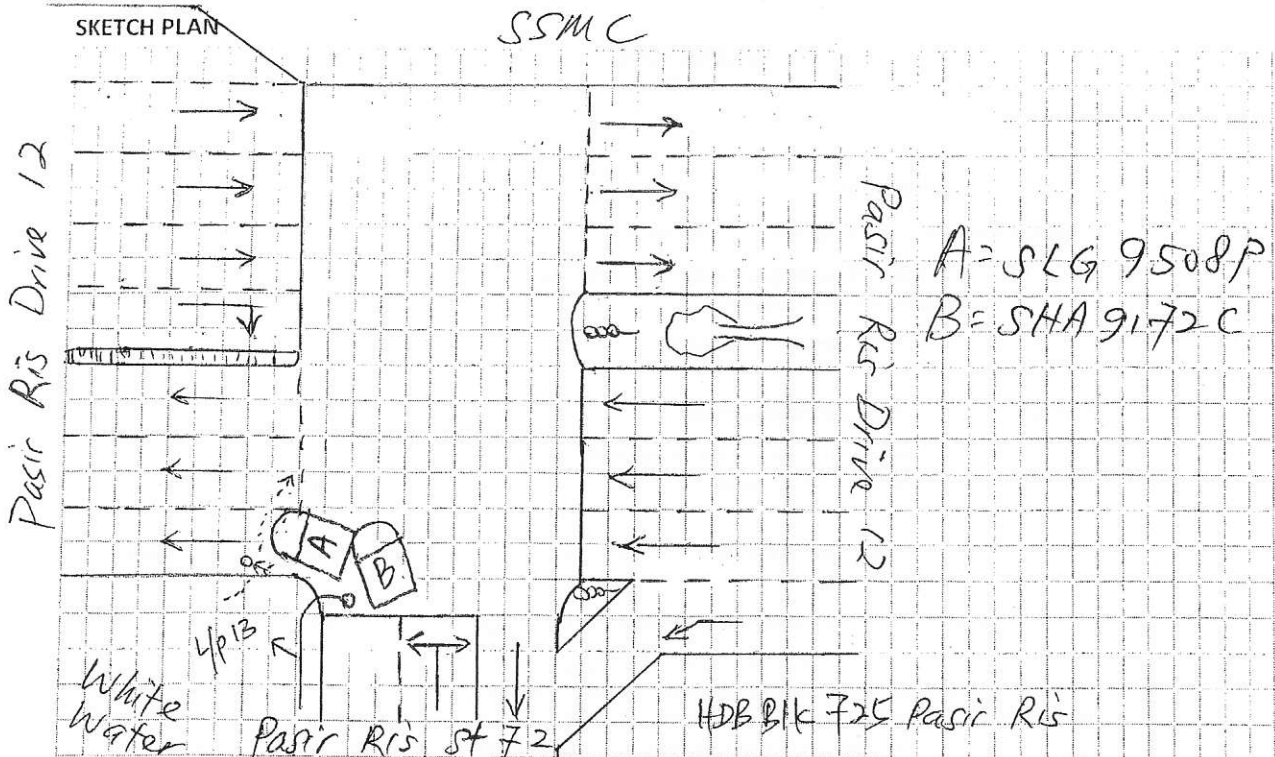 SKETCH PLAN
SSMC
Pasir Ris Drive 12
Pasir Ris Drive 12
A = SLG 9508P
B = SHA 9172C
A
B
L/P 13
White
Water
Pasir Ris St 72
HDB Blk 725 Pasir Ris